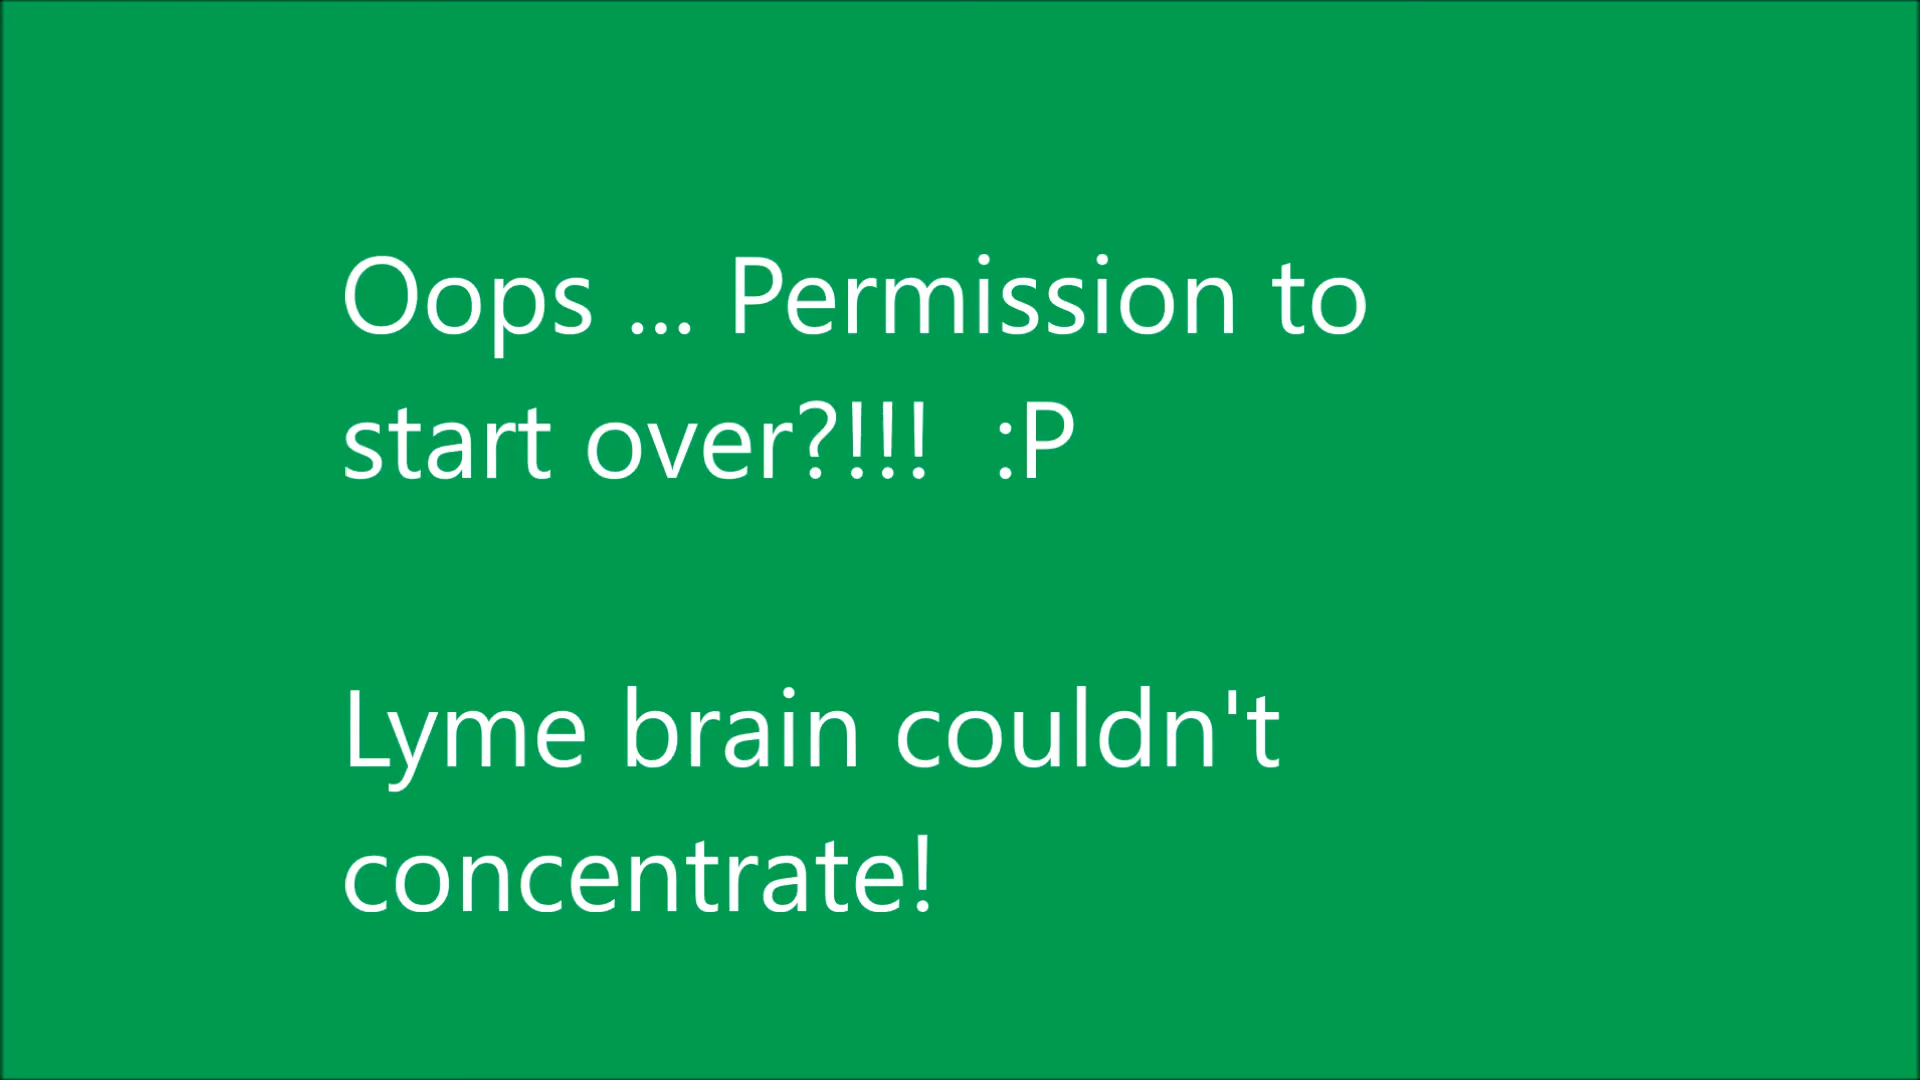 Oops ... Permission to
start over?!!!  :P
Lyme brain couldn't
concentrate!